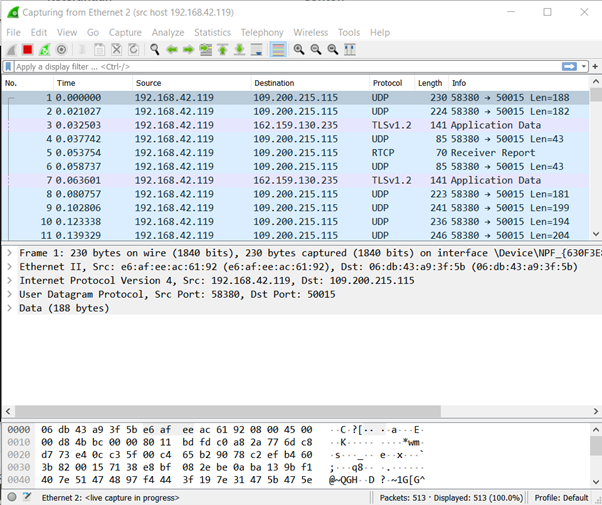 Capturing from Ethernet 2 (src host 192.168.42.119)
File Edit View Go Capture Analyze Statistics Telephony Wireless Tools Help
Apply a display filter ... <Ctrl-/>
No. Time Source Destination Protocol Length Info
1 0.000000 192.168.42.119 109.200.215.115 UDP 230 58380 → 50015 Len=188
2 0.021027 192.168.42.119 109.200.215.115 UDP 224 58380 → 50015 Len=182
3 0.032503 192.168.42.119 162.159.130.235 TLSv1.2 141 Application Data
4 0.037742 192.168.42.119 109.200.215.115 UDP 85 58380 → 50015 Len=43
5 0.053754 192.168.42.119 109.200.215.115 RTCP 70 Receiver Report
6 0.058737 192.168.42.119 109.200.215.115 UDP 85 58380 → 50015 Len=43
7 0.063601 192.168.42.119 162.159.130.235 TLSv1.2 141 Application Data
8 0.080757 192.168.42.119 109.200.215.115 UDP 223 58380 → 50015 Len=181
9 0.102806 192.168.42.119 109.200.215.115 UDP 241 58380 → 50015 Len=199
10 0.123338 192.168.42.119 109.200.215.115 UDP 236 58380 → 50015 Len=194
11 0.139329 192.168.42.119 109.200.215.115 UDP 246 58380 → 50015 Len=204
Frame 1: 230 bytes on wire (1840 bits), 230 bytes captured (1840 bits) on interface \Device\NPF_{630F3E
Ethernet II, Src: e6:af:ee:ac:61:92 (e6:af:ee:ac:61:92), Dst: 06:db:43:a9:3f:5b (06:db:43:a9:3f:5b)
Internet Protocol Version 4, Src: 192.168.42.119, Dst: 109.200.215.115
User Datagram Protocol, Src Port: 58380, Dst Port: 50015
Data (188 bytes)
0000 06 db 43 a9 3f 5b e6 af ee ac 61 92 08 00 45 00 ··C·?[·· ··a···E·
0010 00 d4 4b bc 00 00 80 11 bd fd c0 a8 2a 77 6d c8 ··K····· ····*wm·
0020 d7 73 e4 0c c3 5f 00 c4 65 b2 90 78 c2 ef b4 60 ·s···_·· e··x···`
0030 3b 82 00 15 71 38 e8 bf 08 2e be 0a ba 13 9b f1 ;···q8·· ·.······
0040 40 7e 51 47 48 97 f4 44 3f 19 7e 31 47 5b 47 5e @~QGH··D ?·~1G[G^
Ethernet 2: <live capture in progress> Packets: 513 · Displayed: 513 (100.0%) Profile: Default